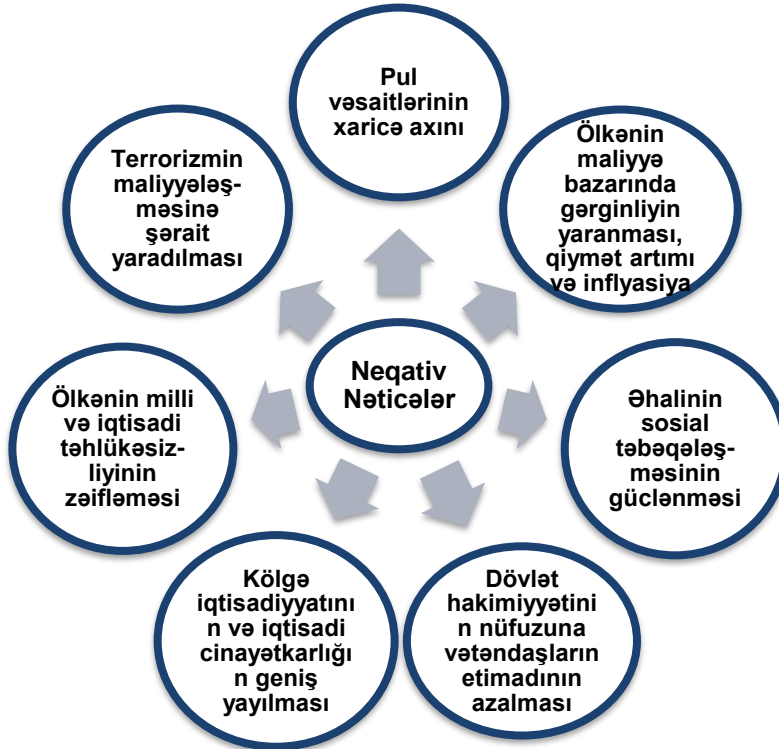 Pul
vəsaitlərinin
xaricə axını
Ölkənin
maliyyə
bazarında
gərginliyin
yaranması,
qiymət artımı
və inflyasiya
Əhalinin
sosial
təbəqələş-
məsinin
güclənməsi
Dövlət
hakimiyyətini
n nüfuzuna
vətəndaşların
etimadının
azalması
Kölgə
iqtisadiyyatını
n və iqtisadi
cinayətkarlığı
n geniş
yayılması
Ölkənin milli
və iqtisadi
təhlükəsiz-
liyinin
zəifləməsi
Terrorizmin
maliyyələş-
məsinə
şərait
yaradılması
Neqativ
Nəticələr